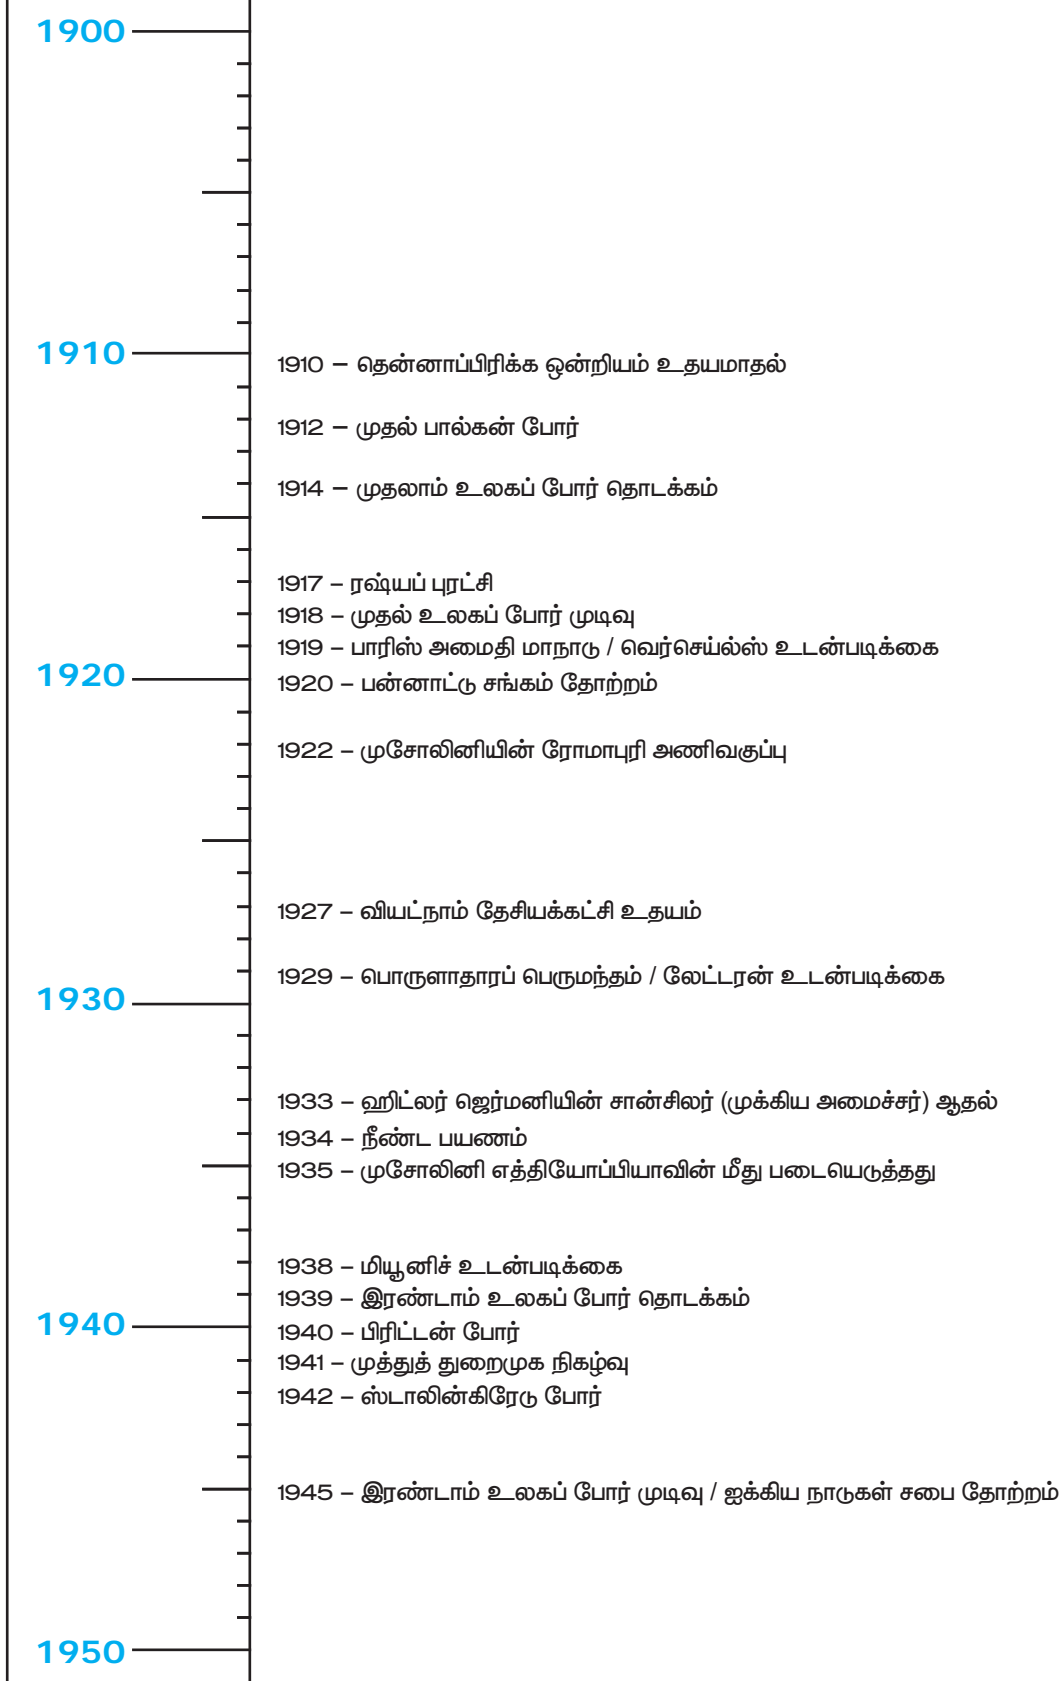 1900
1910
1910 – தென்னாப்பிரிக்க ஒன்றியம் உதயமாதல்
1912 – முதல் பால்கன் போர்
1914 – முதலாம் உலகப் போர் தொடக்கம்
1917 – ரஷ்யப் புரட்சி
1918 – முதல் உலகப் போர் முடிவு
1919 – பாரிஸ் அமைதி மாநாடு / வெர்செய்ல்ஸ் உடன்படிக்கை
1920
1920 – பன்னாட்டு சங்கம் தோற்றம்
1922 – முசோலினியின் ரோமாபுரி அணிவகுப்பு
1927 – வியட்நாம் தேசியக்கட்சி உதயம்
1929 – பொருளாதாரப் பெருமந்தம் / லேட்டரன் உடன்படிக்கை
1930
1933 – ஹிட்லர் ஜெர்மனியின் சான்சிலர் (முக்கிய அமைச்சர்) ஆதல்
1934 – நீண்ட பயணம்
1935 – முசோலினி எத்தியோப்பியாவின் மீது படையெடுத்தது
1938 – மியூனிச் உடன்படிக்கை
1939 – இரண்டாம் உலகப் போர் தொடக்கம்
1940
1940 – பிரிட்டன் போர்
1941 – முத்துத் துறைமுக நிகழ்வு
1942 – ஸ்டாலின்கிரேடு போர்
1945 – இரண்டாம் உலகப் போர் முடிவு / ஐக்கிய நாடுகள் சபை தோற்றம்
1950